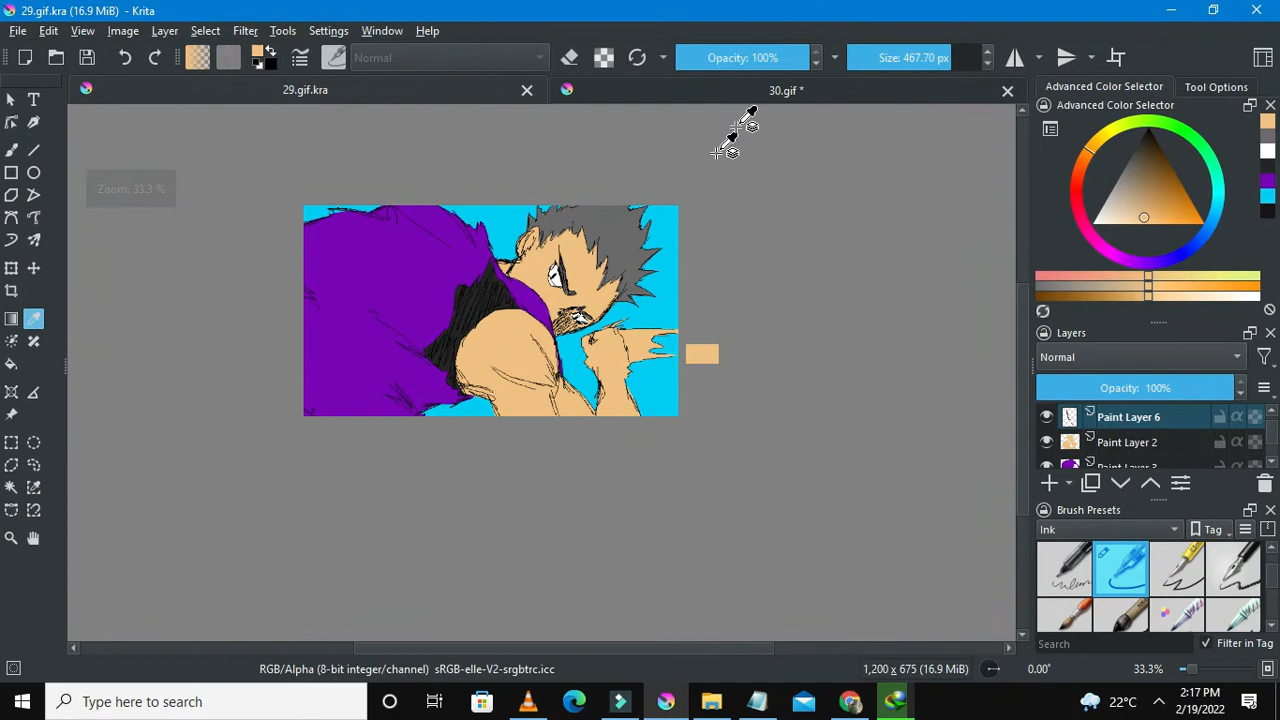 29.gif.kra (16.9 MiB) - Krita
File Edit View Image Layer Select Filter Tools Settings Window Help
Normal
Opacity: 100%
Size: 467.70 px
29.gif.kra
30.gif *
Advanced Color Selector
Tool Options
Advanced Color Selector
Zoom: 33.3 %
Layers
Normal
Opacity: 100%
Paint Layer 6
Paint Layer 2
Paint Layer 3
Brush Presets
Ink
Tag
Search
Filter in Tag
RGB/Alpha (8-bit integer/channel) sRGB-elle-V2-srgbtrc.icc
1,200 x 675 (16.9 MiB)
0.00°
33.3%
Type here to search
22°C
2:17 PM
2/19/2022